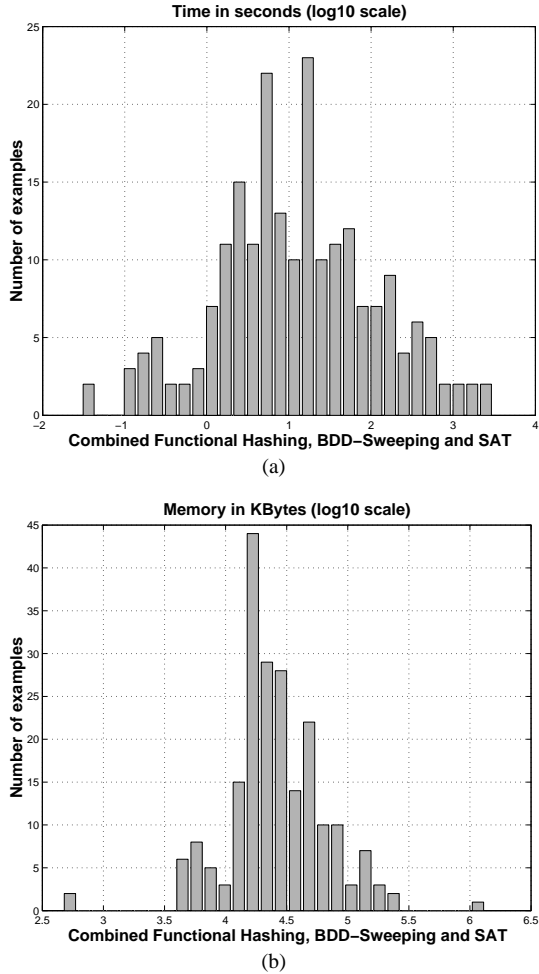 Time in seconds (log10 scale)
25
20
15
10
5
0
Number of examples
−2 −1 0 1 2 3 4
Combined Functional Hashing, BDD−Sweeping and SAT
(a)
Memory in KBytes (log10 scale)
45
40
35
30
25
20
15
10
5
0
Number of examples
2.5 3 3.5 4 4.5 5 5.5 6 6.5
Combined Functional Hashing, BDD−Sweeping and SAT
(b)